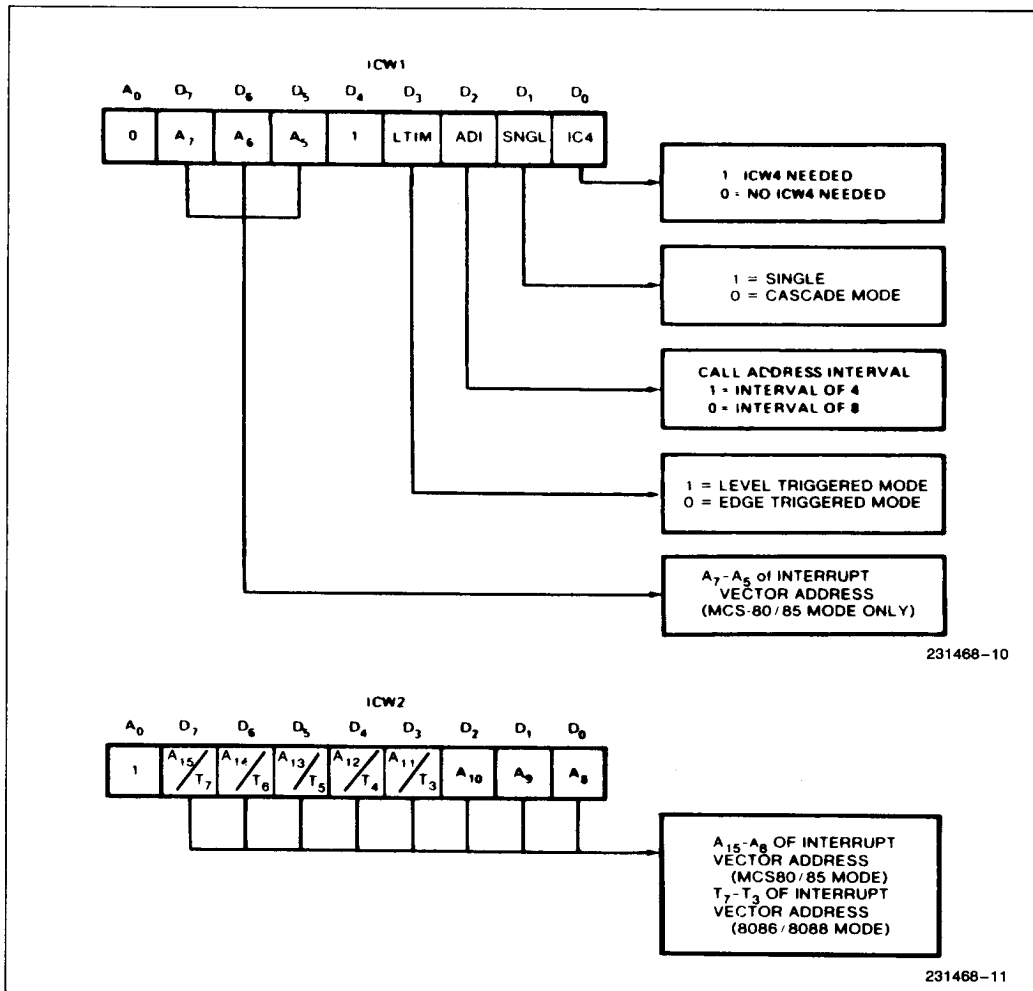 ICW1
A0 D7 D6 D5 D4 D3 D2 D1 D0
0 A7 A6 A5 1 LTIM ADI SNGL IC4
1 ICW4 NEEDED
0 = NO ICW4 NEEDED
1 = SINGLE
0 = CASCADE MODE
CALL ADDRESS INTERVAL
1 = INTERVAL OF 4
0 = INTERVAL OF 8
1 = LEVEL TRIGGERED MODE
0 = EDGE TRIGGERED MODE
A7-A5 of INTERRUPT
VECTOR ADDRESS
(MCS-80/85 MODE ONLY)
231468-10
ICW2
A0 D7 D6 D5 D4 D3 D2 D1 D0
1 A15/T7 A14/T6 A13/T5 A12/T4 A11/T3 A10 A9 A8
A15-A8 OF INTERRUPT
VECTOR ADDRESS
(MCS80/85 MODE)
T7-T3 OF INTERRUPT
VECTOR ADDRESS
(8086/8088 MODE)
231468-11